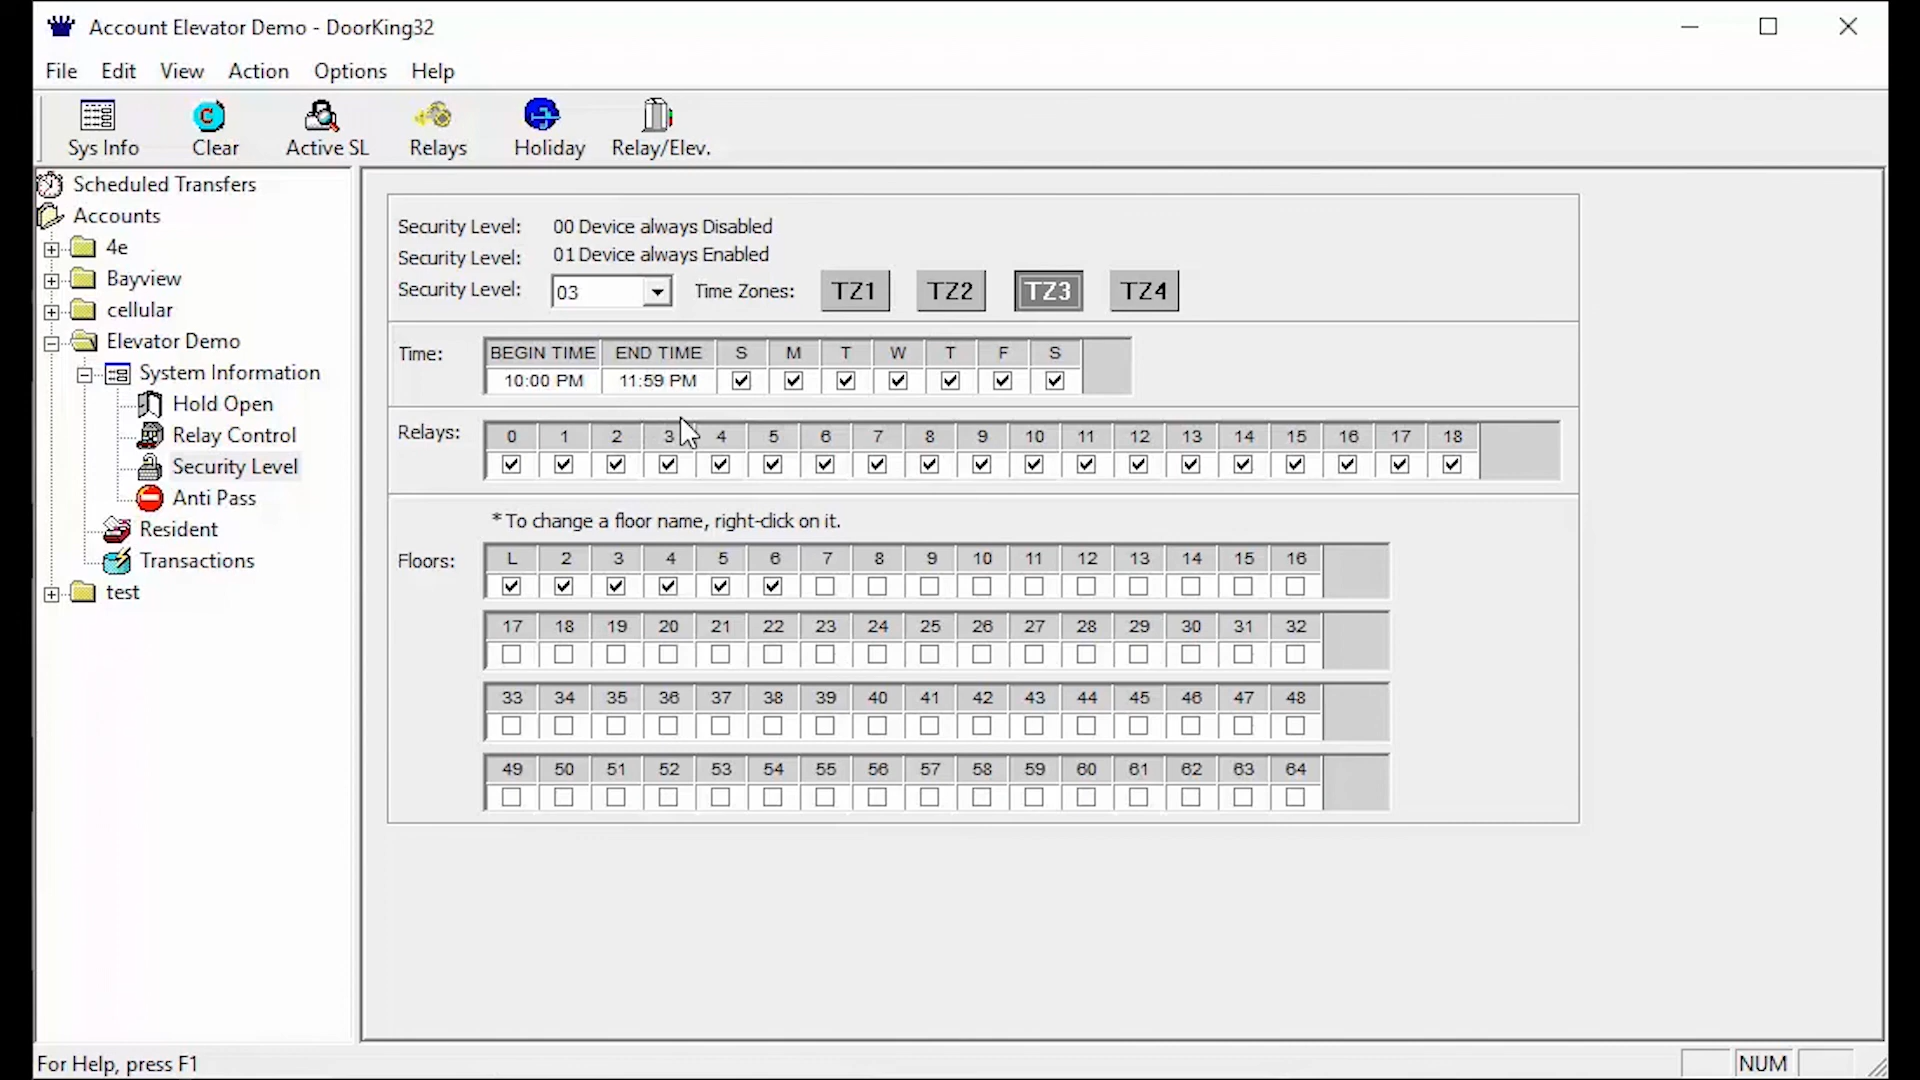 Account Elevator Demo - DoorKing32
File Edit View Action Options Help
Sys Info Clear Active SL Relays Holiday Relay/Elev.
Scheduled Transfers
Accounts
4e
Bayview
cellular
Elevator Demo
System Information
Hold Open
Relay Control
Security Level
Anti Pass
Resident
Transactions
test
Security Level: 00 Device always Disabled
Security Level: 01 Device always Enabled
Security Level: 03 Time Zones: TZ1 TZ2 TZ3 TZ4
Time: BEGIN TIME END TIME S M T W T F S
10:00 PM 11:59 PM
Relays: 0 1 2 3 4 5 6 7 8 9 10 11 12 13 14 15 16 17 18
* To change a floor name, right-click on it.
Floors: L 2 3 4 5 6 7 8 9 10 11 12 13 14 15 16
17 18 19 20 21 22 23 24 25 26 27 28 29 30 31 32
33 34 35 36 37 38 39 40 41 42 43 44 45 46 47 48
49 50 51 52 53 54 55 56 57 58 59 60 61 62 63 64
For Help, press F1 NUM